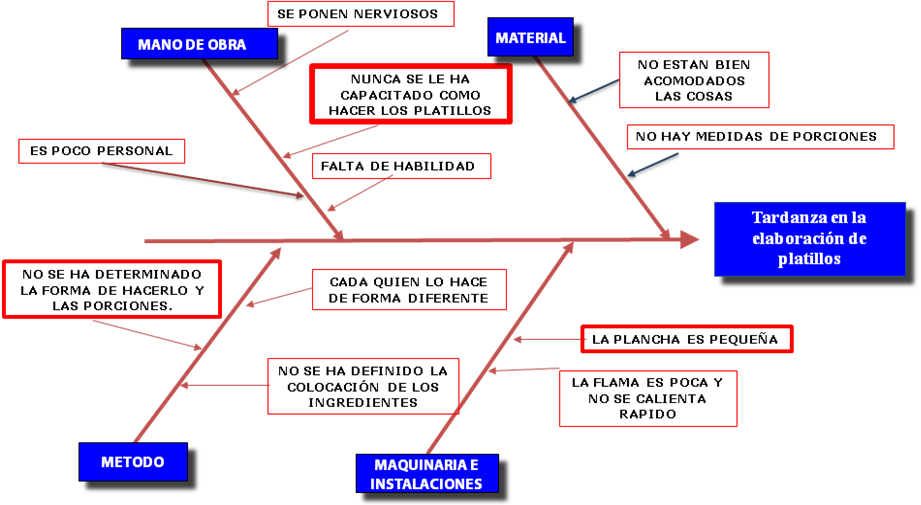 SE PONEN NERVIOSOS
MANO DE OBRA
MATERIAL
NUNCA SE LE HA
CAPACITADO COMO
HACER LOS PLATILLOS
NO ESTAN BIEN
ACOMODADOS
LAS COSAS
ES POCO PERSONAL
NO HAY MEDIDAS DE PORCIONES
FALTA DE HABILIDAD
Tardanza en la
elaboración de
platillos
NO SE HA DETERMINADO
LA FORMA DE HACERLO Y
LAS PORCIONES.
CADA QUIEN LO HACE
DE FORMA DIFERENTE
LA PLANCHA ES PEQUEÑA
NO SE HA DEFINIDO LA
COLOCACIÓN DE LOS
INGREDIENTES
LA FLAMA ES POCA Y
NO SE CALIENTA
RAPIDO
METODO
MAQUINARIA E
INSTALACIONES